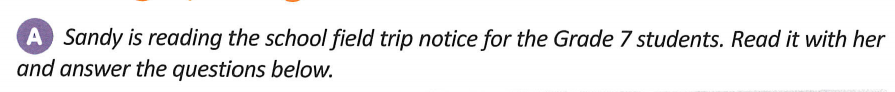 A Sandy is reading the school field trip notice for the Grade 7 students. Read it with her
and answer the questions below.